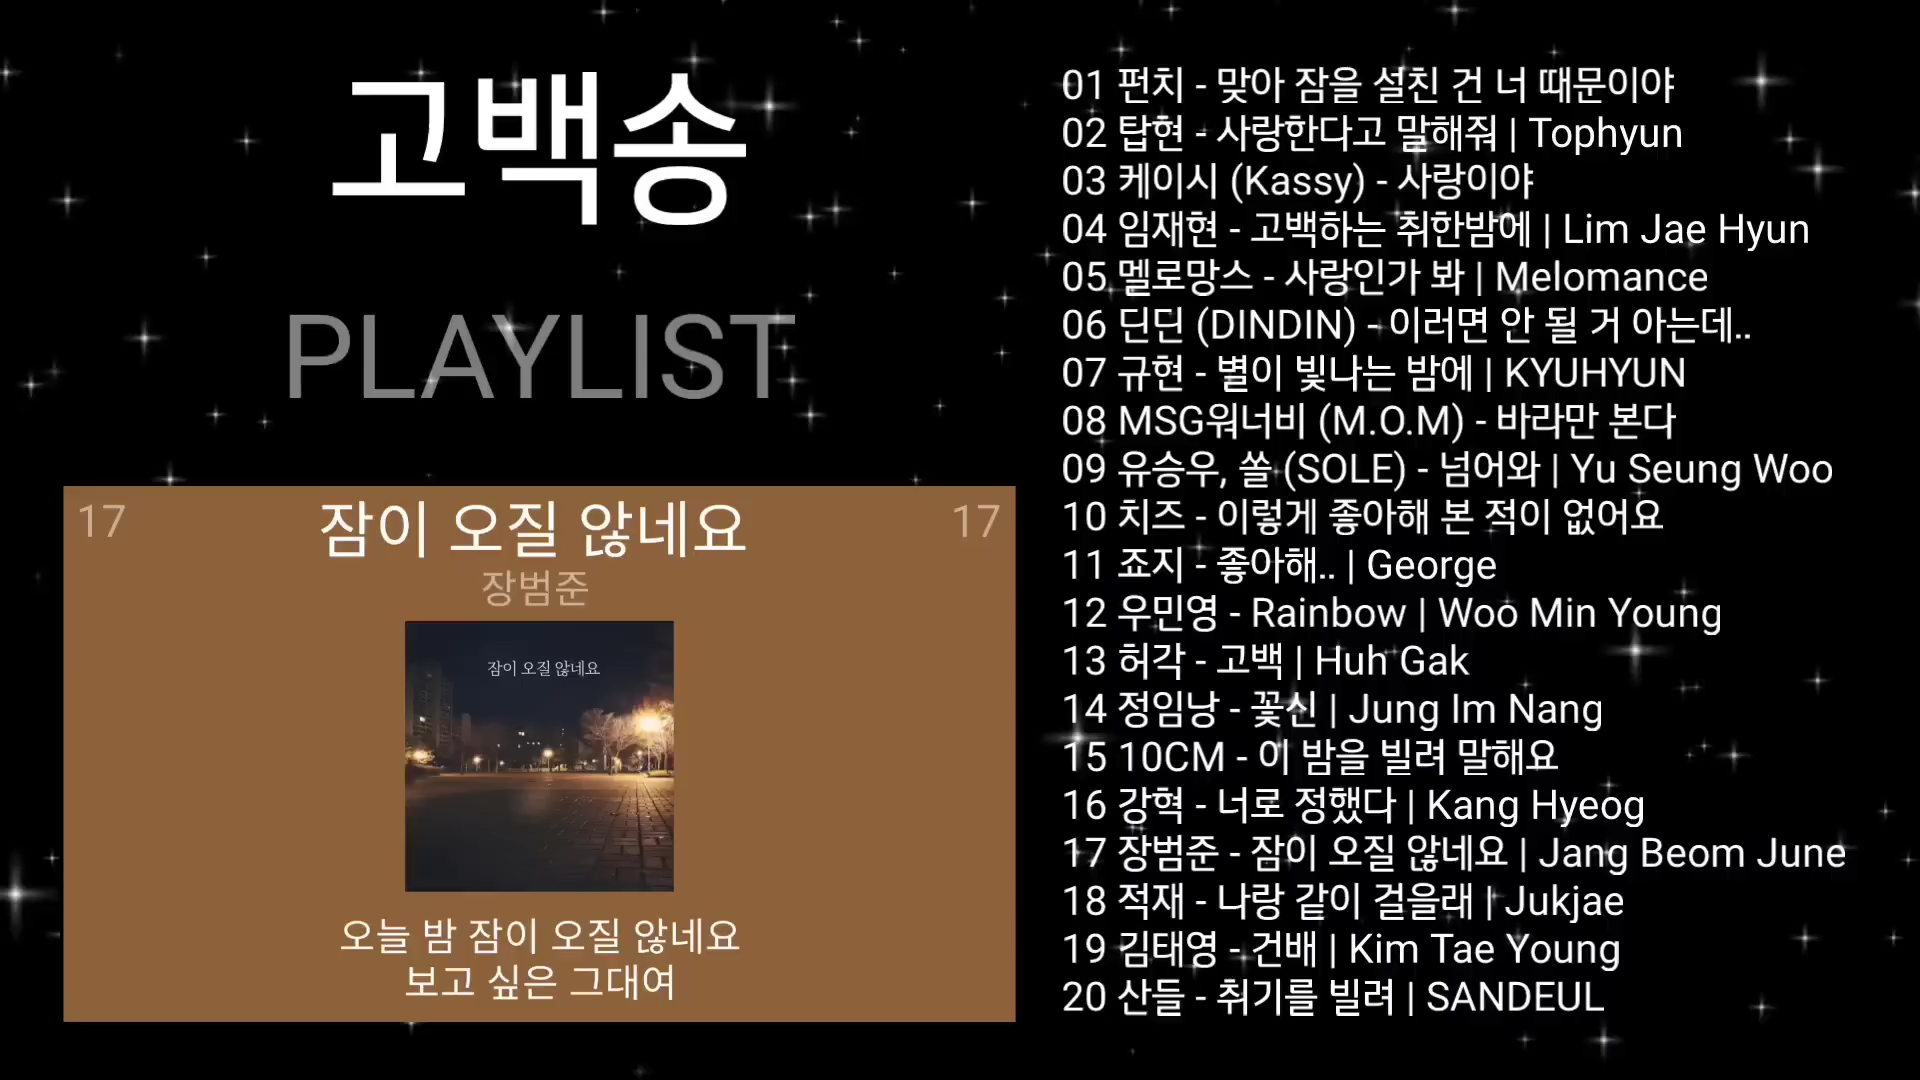 고백송
PLAYLIST
17
잠이 오질 않네요
17
장범준
잠이 오질 않네요
오늘 밤 잠이 오질 않네요
보고 싶은 그대여
01 펀치 - 맞아 잠을 설친 건 너 때문이야
02 탑현 - 사랑한다고 말해줘 | Tophyun
03 케이시 (Kassy) - 사랑이야
04 임재현 - 고백하는 취한밤에 | Lim Jae Hyun
05 멜로망스 - 사랑인가 봐 | Melomance
06 딘딘 (DINDIN) - 이러면 안 될 거 아는데..
07 규현 - 별이 빛나는 밤에 | KYUHYUN
08 MSG워너비 (M.O.M) - 바라만 본다
09 유승우, 쏠 (SOLE) - 넘어와 | Yu Seung Woo
10 치즈 - 이렇게 좋아해 본 적이 없어요
11 죠지 - 좋아해.. | George
12 우민영 - Rainbow | Woo Min Young
13 허각 - 고백 | Huh Gak
14 정임낭 - 꽃신 | Jung Im Nang
15 10CM - 이 밤을 빌려 말해요
16 강혁 - 너로 정했다 | Kang Hyeog
17 장범준 - 잠이 오질 않네요 | Jang Beom June
18 적재 - 나랑 같이 걸을래 | Jukjae
19 김태영 - 건배 | Kim Tae Young
20 산들 - 취기를 빌려 | SANDEUL